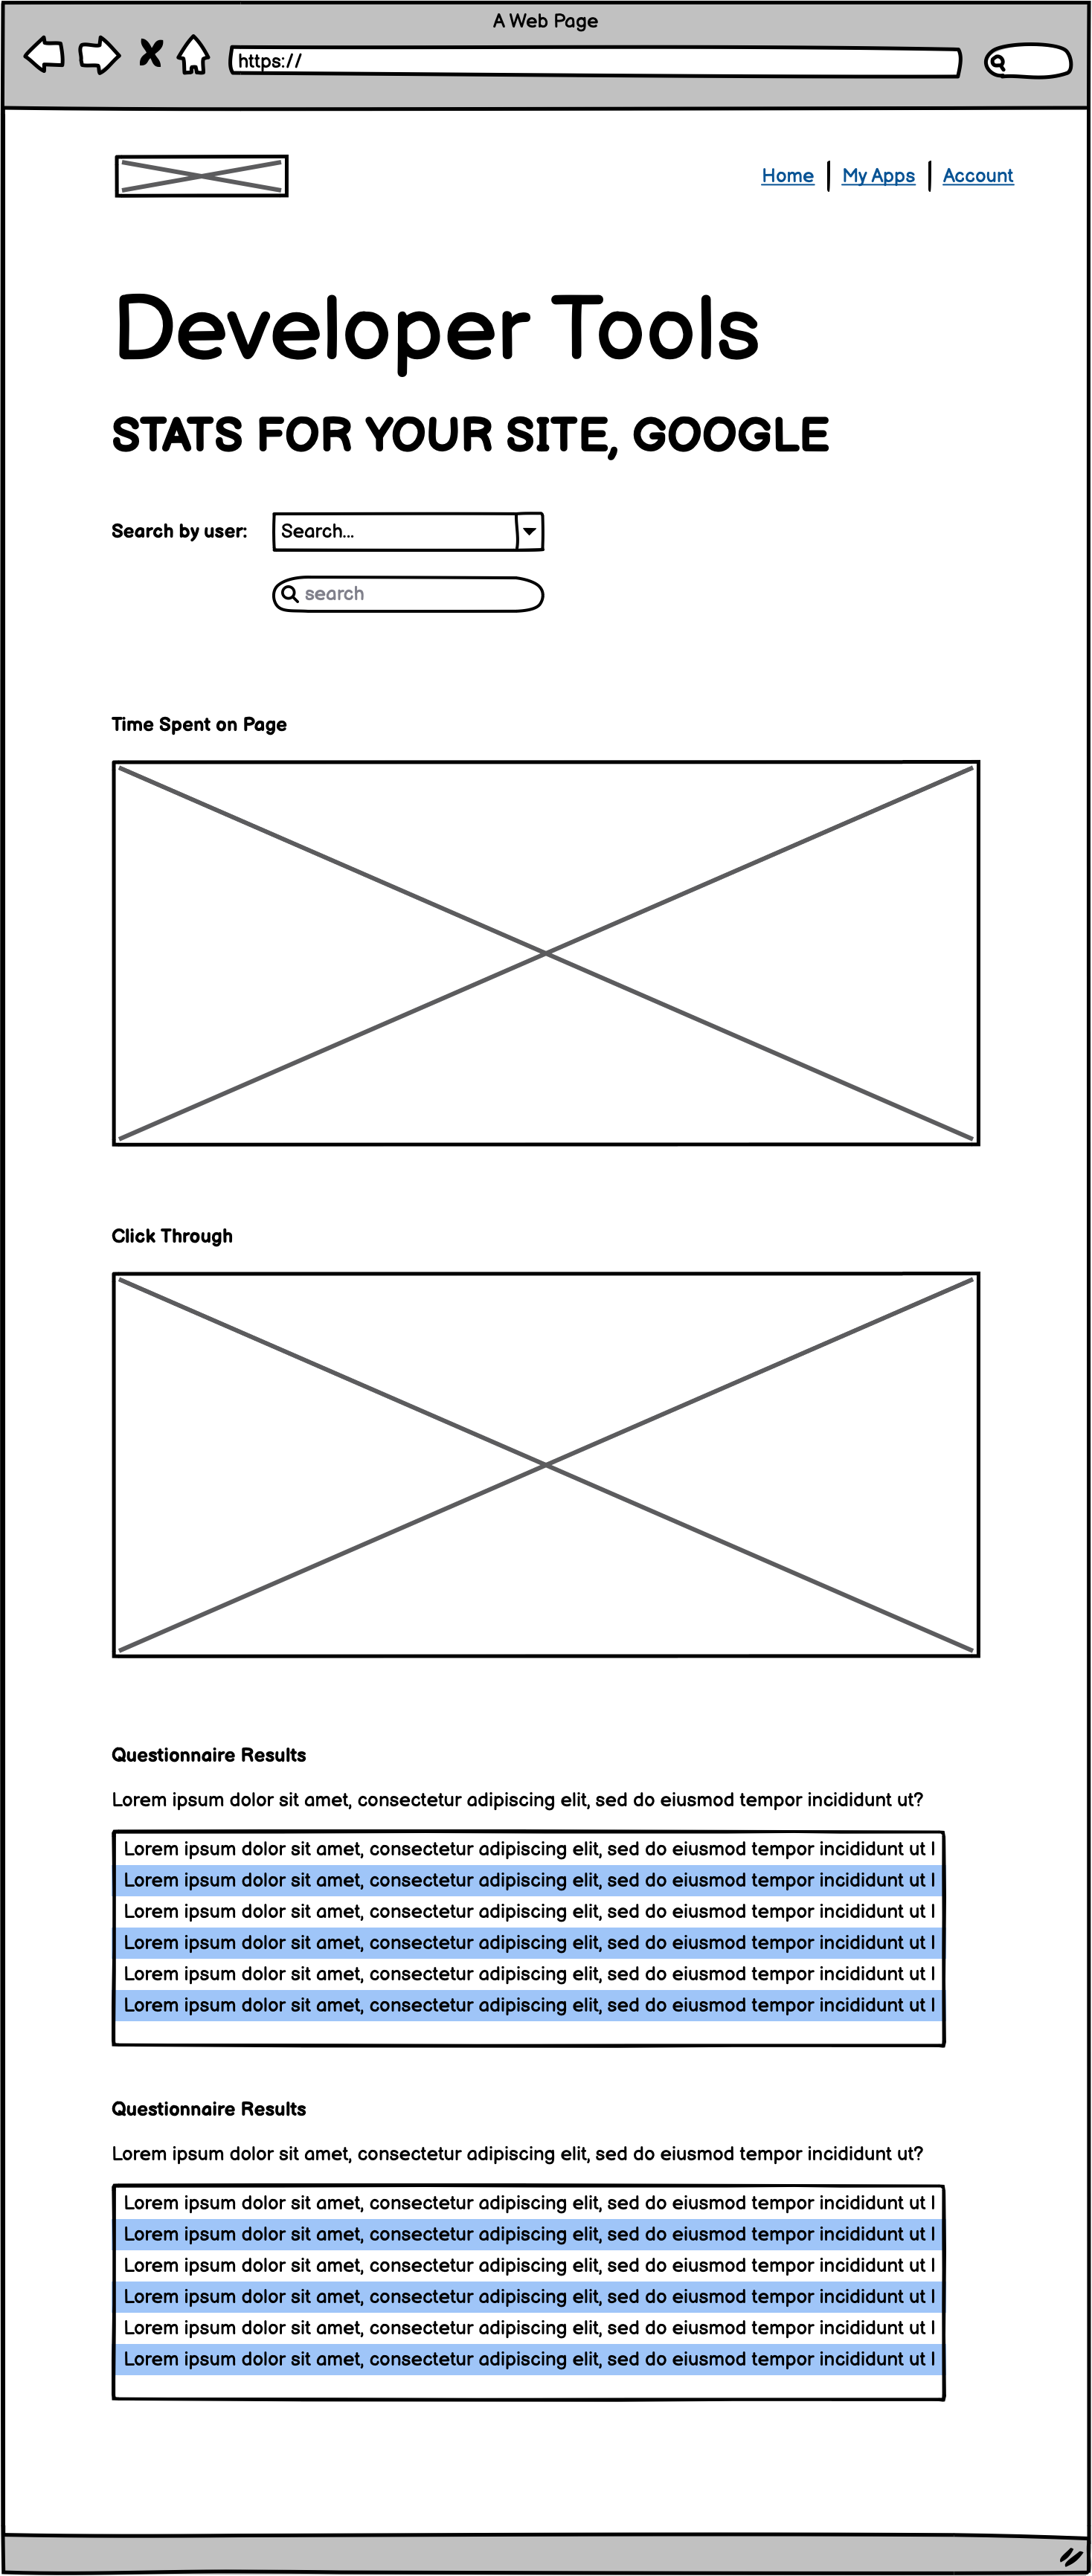 A Web Page
https://
Home | My Apps | Account
Developer Tools
STATS FOR YOUR SITE, GOOGLE
Search by user: Search...
search
Time Spent on Page
Click Through
Questionnaire Results
Lorem ipsum dolor sit amet, consectetur adipiscing elit, sed do eiusmod tempor incididunt ut?
Lorem ipsum dolor sit amet, consectetur adipiscing elit, sed do eiusmod tempor incididunt ut l
Lorem ipsum dolor sit amet, consectetur adipiscing elit, sed do eiusmod tempor incididunt ut l
Lorem ipsum dolor sit amet, consectetur adipiscing elit, sed do eiusmod tempor incididunt ut l
Lorem ipsum dolor sit amet, consectetur adipiscing elit, sed do eiusmod tempor incididunt ut l
Lorem ipsum dolor sit amet, consectetur adipiscing elit, sed do eiusmod tempor incididunt ut l
Lorem ipsum dolor sit amet, consectetur adipiscing elit, sed do eiusmod tempor incididunt ut l
Questionnaire Results
Lorem ipsum dolor sit amet, consectetur adipiscing elit, sed do eiusmod tempor incididunt ut?
Lorem ipsum dolor sit amet, consectetur adipiscing elit, sed do eiusmod tempor incididunt ut l
Lorem ipsum dolor sit amet, consectetur adipiscing elit, sed do eiusmod tempor incididunt ut l
Lorem ipsum dolor sit amet, consectetur adipiscing elit, sed do eiusmod tempor incididunt ut l
Lorem ipsum dolor sit amet, consectetur adipiscing elit, sed do eiusmod tempor incididunt ut l
Lorem ipsum dolor sit amet, consectetur adipiscing elit, sed do eiusmod tempor incididunt ut l
Lorem ipsum dolor sit amet, consectetur adipiscing elit, sed do eiusmod tempor incididunt ut l